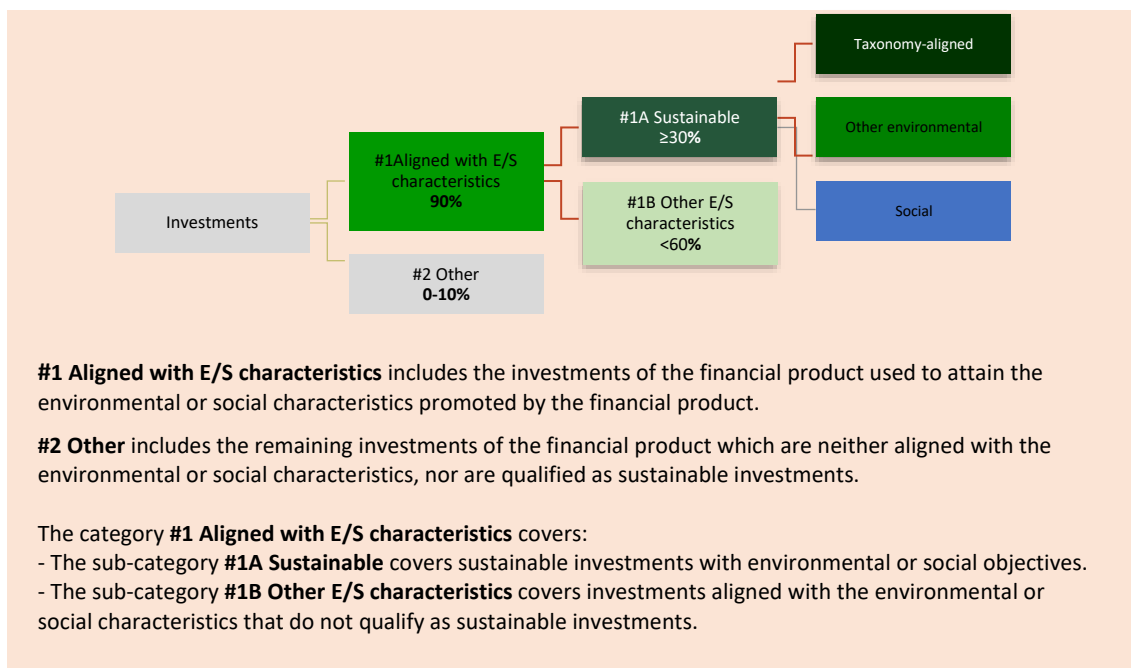 Taxonomy-aligned
#1A Sustainable
≥30%
Other environmental
#1Aligned with E/S
characteristics
90%
#1B Other E/S
characteristics
<60%
Social
Investments
#2 Other
0-10%
#1 Aligned with E/S characteristics includes the investments of the financial product used to attain the
environmental or social characteristics promoted by the financial product.
#2 Other includes the remaining investments of the financial product which are neither aligned with the
environmental or social characteristics, nor are qualified as sustainable investments.
The category #1 Aligned with E/S characteristics covers:
- The sub-category #1A Sustainable covers sustainable investments with environmental or social objectives.
- The sub-category #1B Other E/S characteristics covers investments aligned with the environmental or
social characteristics that do not qualify as sustainable investments.